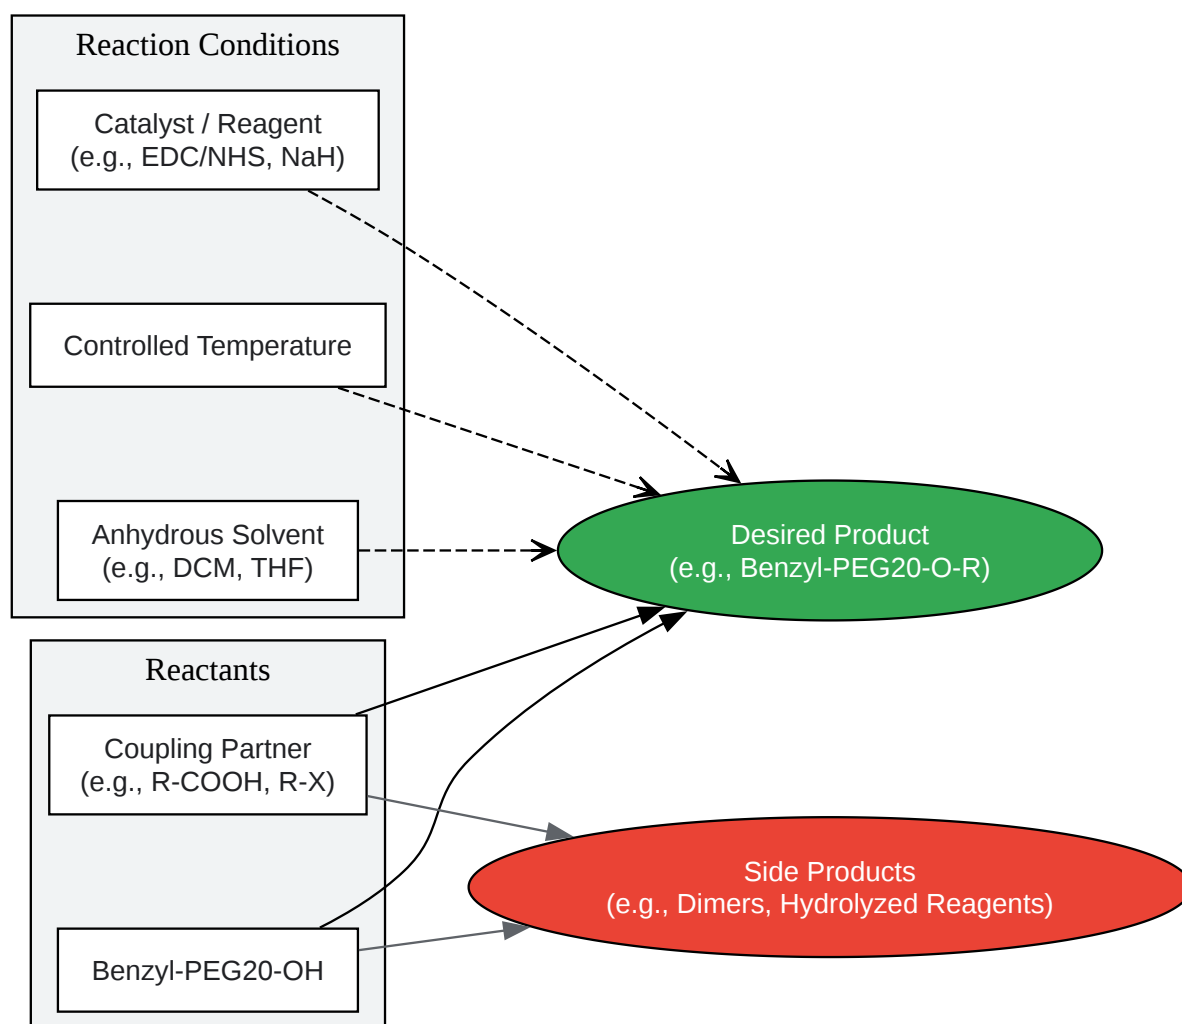 Reaction Conditions
Catalyst / Reagent
(e.g., EDC/NHS, NaH)
Controlled Temperature
Anhydrous Solvent
(e.g., DCM, THF)
Desired Product
(e.g., Benzyl-PEG20-O-R)
Reactants
Coupling Partner
(e.g., R-COOH, R-X)
Side Products
(e.g., Dimers, Hydrolyzed Reagents)
Benzyl-PEG20-OH